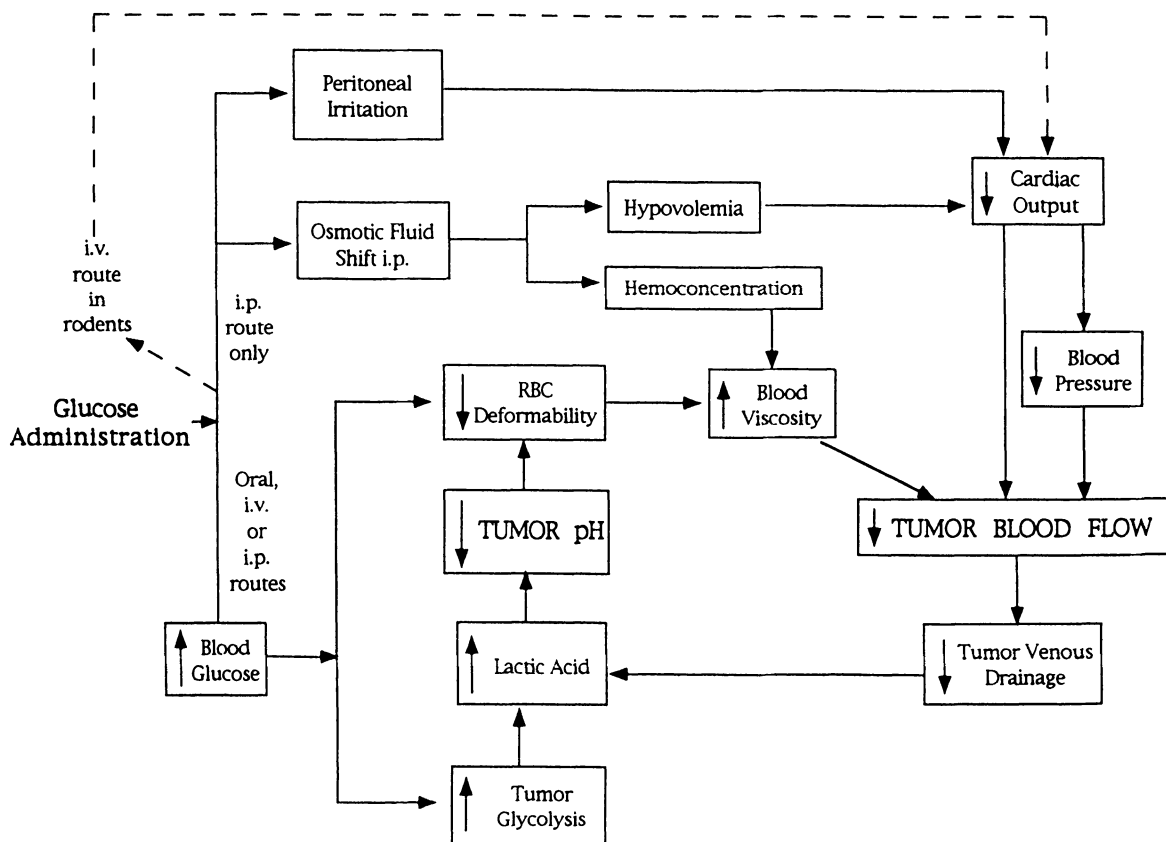 Peritoneal
Irritation
Cardiac
Output
Hypovolemia
Osmotic Fluid
Shift i.p.
i.v.
route
in
rodents
Hemoconcentration
i.p.
route
only
Blood
Pressure
RBC
Deformability
Blood
Viscosity
Glucose
Administration
Oral,
i.v.
or
i.p.
routes
TUMOR pH
TUMOR BLOOD FLOW
Blood
Glucose
Lactic Acid
Tumor Venous
Drainage
Tumor
Glycolysis